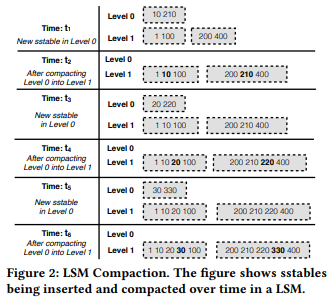 Time: t1
New sstable in Level 0
Level 0
10 210
Level 1
1 100
200 400
Time: t2
After compacting
Level 0 into Level 1
Level 0
Level 1
1 10 100
200 210 400
Time: t3
New sstable
in Level 0
Level 0
20 220
Level 1
1 10 100
200 210 400
Time: t4
After compacting
Level 0 into Level 1
Level 0
Level 1
1 10 20 100
200 210 220 400
Time: t5
New sstable
in Level 0
Level 0
30 330
Level 1
1 10 20 100
200 210 220 400
Time: t6
After compacting
Level 0 into Level 1
Level 0
Level 1
1 10 20 30 100
200 210 220 330 400
Figure 2: LSM Compaction. The figure shows sstables
being inserted and compacted over time in a LSM.